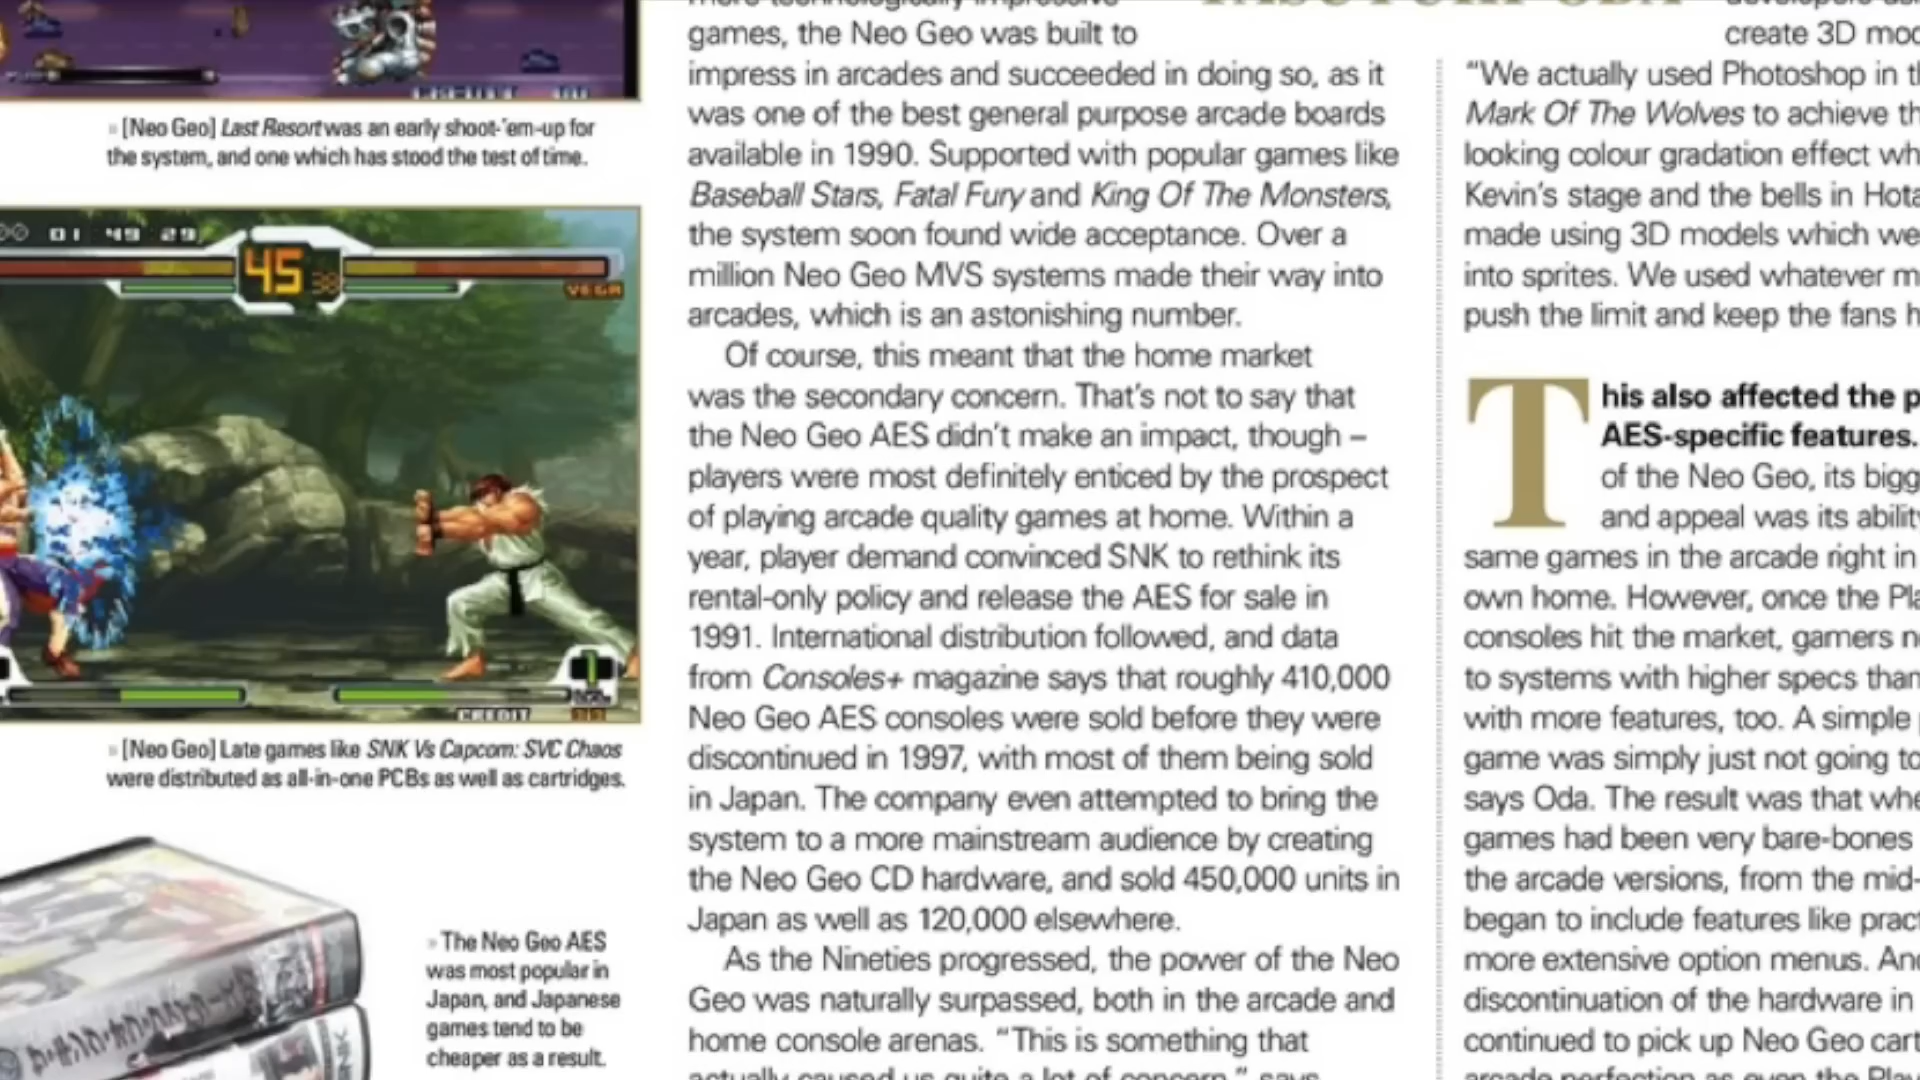 games, the Neo Geo was built to
impress in arcades and succeeded in doing so, as it
was one of the best general purpose arcade boards
available in 1990. Supported with popular games like
Baseball Stars, Fatal Fury and King Of The Monsters,
the system soon found wide acceptance. Over a
million Neo Geo MVS systems made their way into
arcades, which is an astonishing number.
Of course, this meant that the home market
was the secondary concern. That's not to say that
the Neo Geo AES didn't make an impact, though –
players were most definitely enticed by the prospect
of playing arcade quality games at home. Within a
year, player demand convinced SNK to rethink its
rental-only policy and release the AES for sale in
1991. International distribution followed, and data
from Consoles+ magazine says that roughly 410,000
Neo Geo AES consoles were sold before they were
discontinued in 1997, with most of them being sold
in Japan. The company even attempted to bring the
system to a more mainstream audience by creating
the Neo Geo CD hardware, and sold 450,000 units in
Japan as well as 120,000 elsewhere.
As the Nineties progressed, the power of the Neo
Geo was naturally surpassed, both in the arcade and
home console arenas. “This is something that
actually caused us quite a lot of concern,” says
create 3D
“We actually used Photoshop in
Mark Of The Wolves to achieve
looking colour gradation effect
Kevin's stage and the bells in
made using 3D models which
into sprites. We used whatever
push the limit and keep the fans
This also affected the
AES-specific features.
of the Neo Geo, its
and appeal was its
same games in the arcade right in
own home. However, once the
consoles hit the market, gamers
to systems with higher specs
with more features, too. A simple
game was simply just not going
says Oda. The result was that
games had been very bare-bones
the arcade versions, from the mid-
began to include features like
more extensive option menus.
discontinuation of the hardware in
continued to pick up Neo Geo
» [Neo Geo] Last Resort was an early shoot-'em-up for
the system, and one which has stood the test of time.
01 49 29
45
VEGA
CREDIT
» [Neo Geo] Late games like SNK Vs Capcom: SVC Chaos
were distributed as all-in-one PCBs as well as cartridges.
» The Neo Geo AES
was most popular in
Japan, and Japanese
games tend to be
cheaper as a result.
SNK